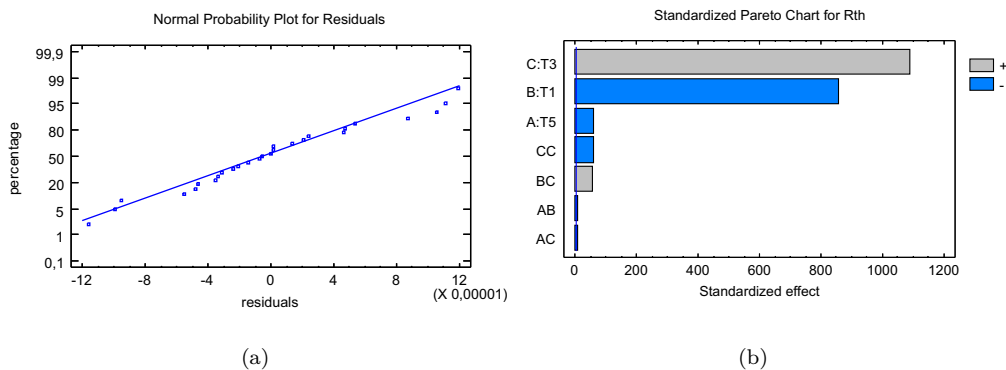 Normal Probability Plot for Residuals
99,9
99
95
80
50
20
5
1
0,1
percentage
-12
-8
-4
0
4
8
12
(X 0,00001)
residuals
(a)
Standardized Pareto Chart for Rth
C:T3
B:T1
A:T5
CC
BC
AB
AC
0
200
400
600
800
1000
1200
Standardized effect
+
-
(b)